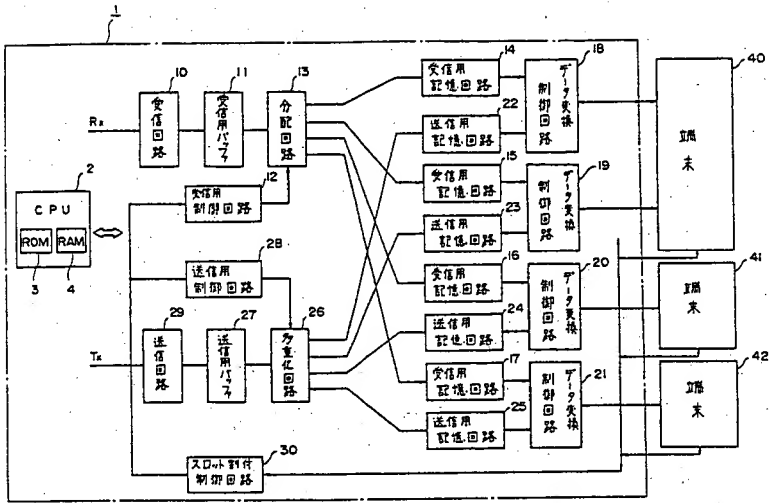 1
10
11
13
14
18
40
Rx
受信回路
受信用バッファ
分配回路
受信用
記憶回路
データ変換
制御回路
端末
22
送信用
記憶回路
2
CPU
ROM
RAM
3
4
12
受信用
制御回路
15
受信用
記憶回路
19
データ変換
制御回路
23
送信用
記憶回路
28
送信用
制御回路
16
受信用
記憶回路
20
データ変換
制御回路
41
端末
29
27
26
24
送信用
記憶回路
Tx
送信回路
送信用バッファ
多重化回路
17
受信用
記憶回路
21
データ変換
制御回路
42
端末
25
送信用
記憶回路
30
スロット割付
制御回路